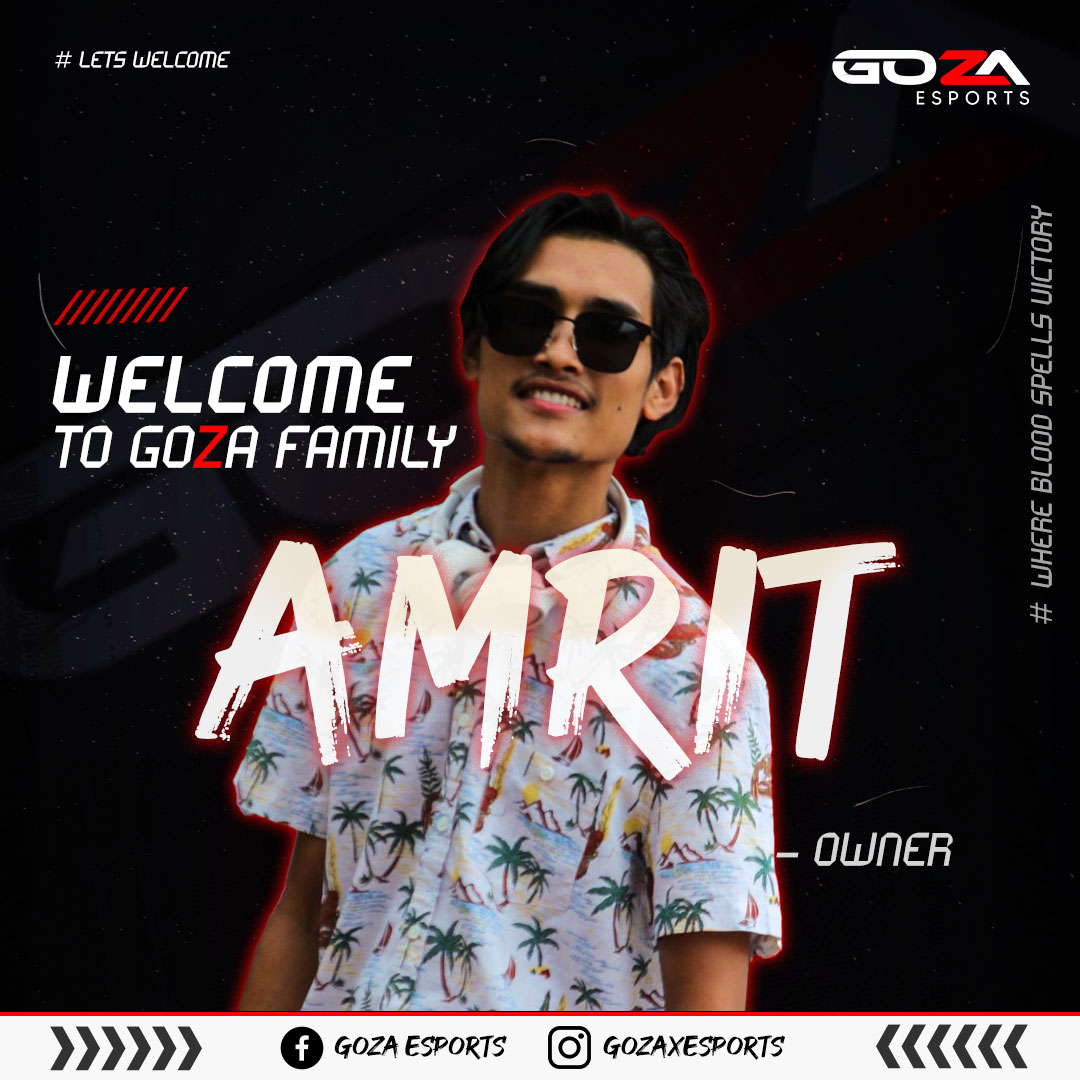 # LETS WELCOME
GOZA
ESPORTS
# WHERE BLOOD SPELLS VICTORY
WELCOME
TO GOZA FAMILY
AMRIT
- OWNER
GOZA ESPORTS
GOZAXESPORTS